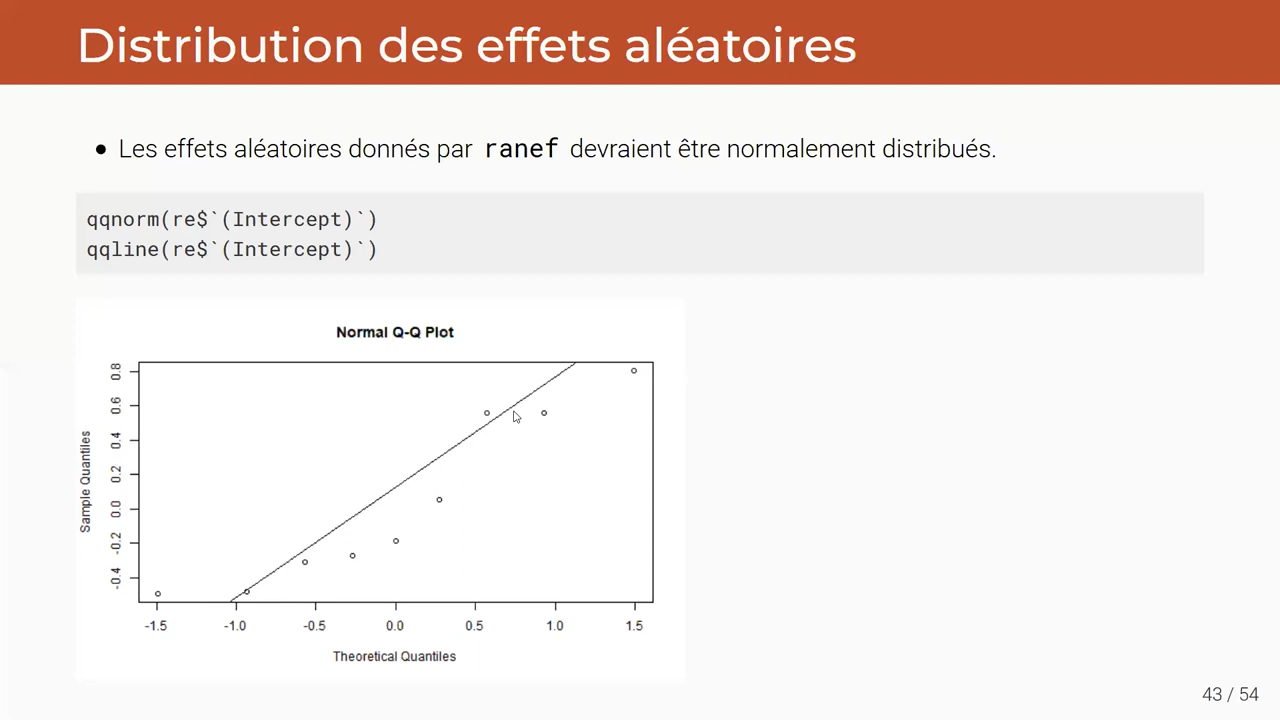 Distribution des effets aléatoires
Les effets aléatoires donnés par ranef devraient être normalement distribués.
qqnorm(re$`(Intercept)`)
qqline(re$`(Intercept)`)
Normal Q-Q Plot
Sample Quantiles
0.8
0.6
0.4
0.2
0.0
-0.2
-0.4
-1.5 -1.0 -0.5 0.0 0.5 1.0 1.5
Theoretical Quantiles
43 / 54